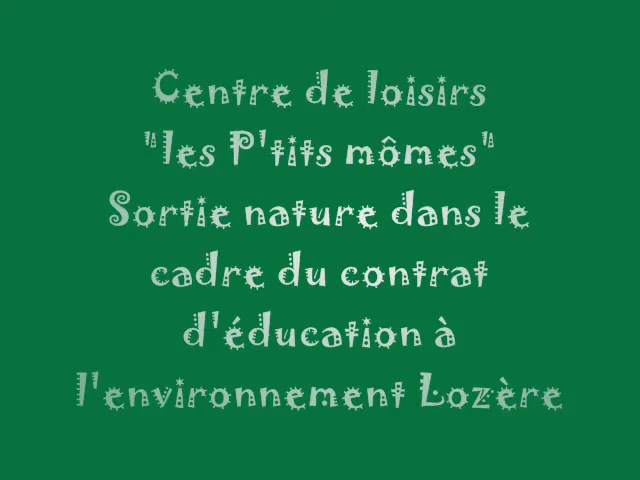 Centre de loisirs
"les P'tits mômes"
Sortie nature dans le
cadre du contrat
d'éducation à
l'environnement Lozère